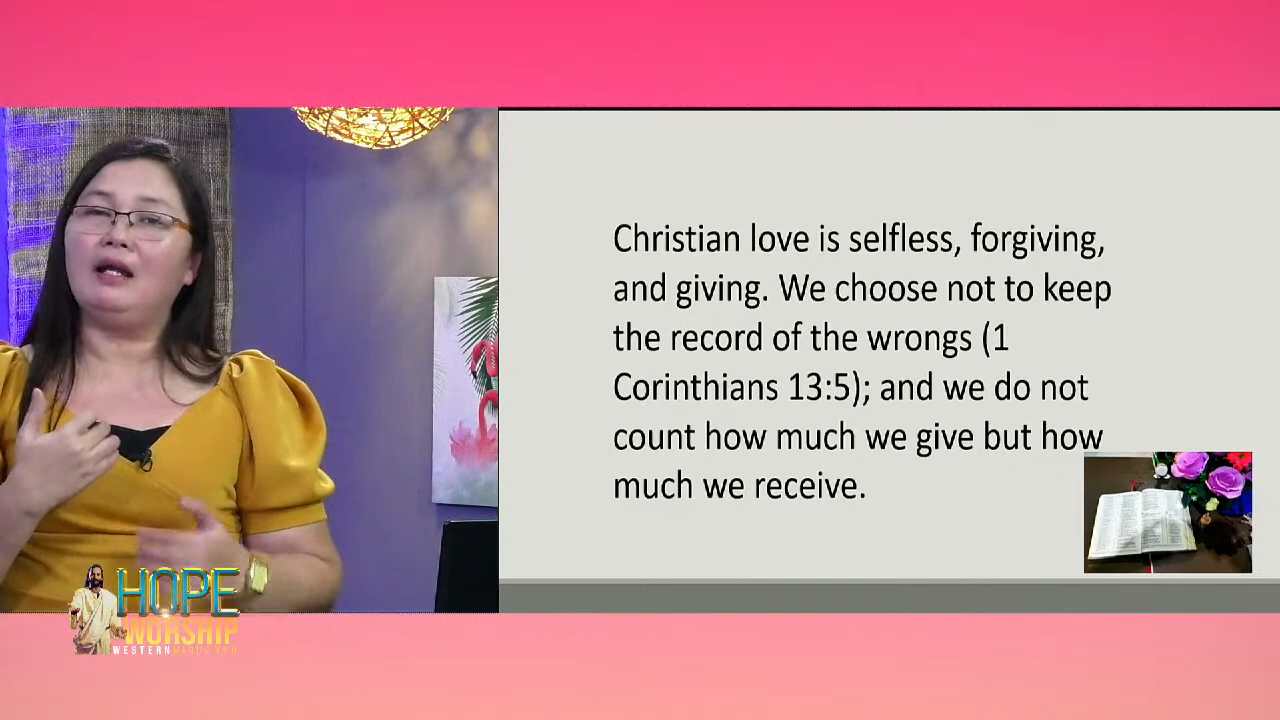 Christian love is selfless, forgiving,
and giving. We choose not to keep
the record of the wrongs (1
Corinthians 13:5); and we do not
count how much we give but how
much we receive.
HOPE
WORSHIP
WESTERN MINDANAO